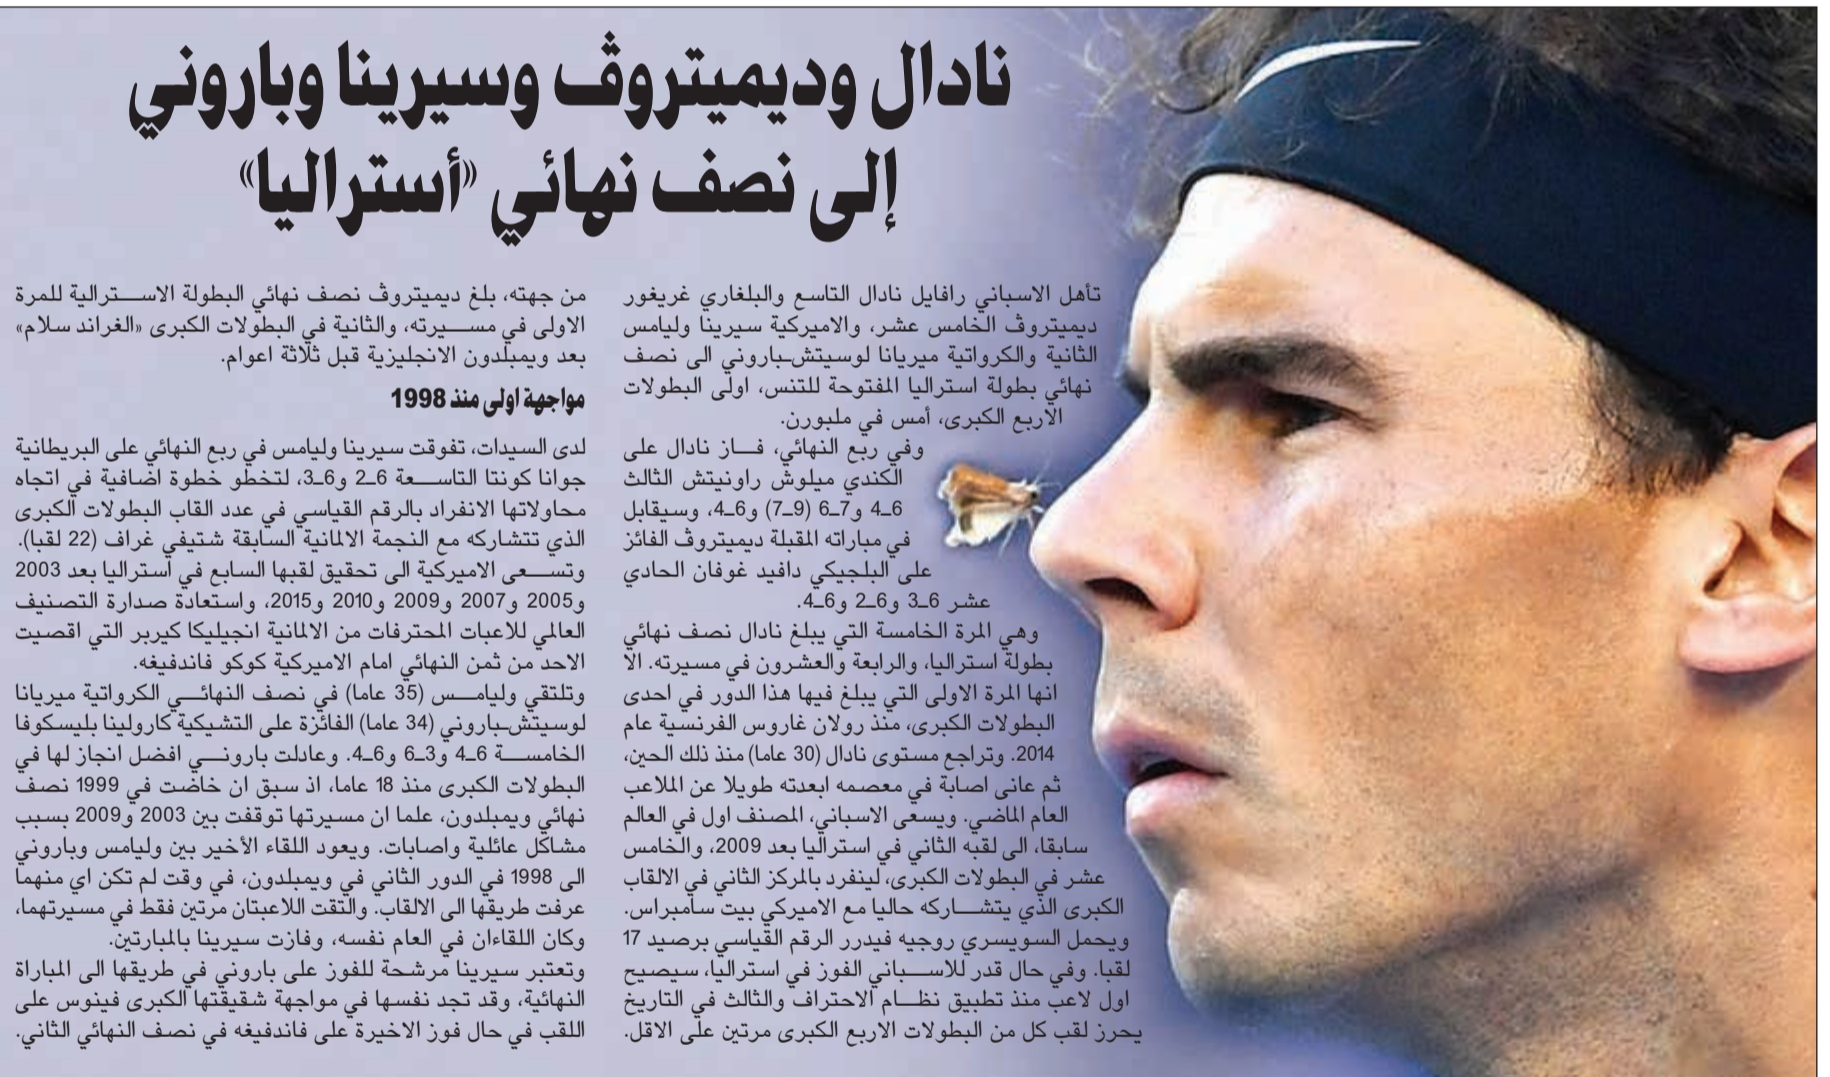 نادال وديميتروڤ وسيرينا وباروني
إلى نصف نهائي «أستراليا»
تأهل الاسباني رافايل نادال التاسع والبلغاري غريغور
ديميتروڤ الخامس عشر، والاميركية سيرينا وليامس
الثانية والكرواتية ميريانا لوسيتش-باروني الى نصف
نهائي بطولة استراليا المفتوحة للتنس، اولى البطولات
الاربع الكبرى، أمس في ملبورن.
وفي ربع النهائي، فاز نادال على
الكندي ميلوش راونيتش الثالث
6-4 و7-6 (9-7) و6-4، وسيقابل
في مباراته المقبلة ديميتروڤ الفائز
على البلجيكي دافيد غوفان الحادي
عشر 6-3 و6-2 و6-4.
وهي المرة الخامسة التي يبلغ نادال نصف نهائي
بطولة استراليا، والرابعة والعشرون في مسيرته. الا
انها المرة الاولى التي يبلغ فيها هذا الدور في احدى
البطولات الكبرى، منذ رولان غاروس الفرنسية عام
2014. وتراجع مستوى نادال (30 عاما) منذ ذلك الحين،
ثم عانى اصابة في معصمه ابعدته طويلا عن الملاعب
العام الماضي. ويسعى الاسباني، المصنف اول في العالم
سابقا، الى لقبه الثاني في استراليا بعد 2009، والخامس
عشر في البطولات الكبرى، لينفرد بالمركز الثاني في الالقاب
الكبرى الذي يتشاركه حاليا مع الاميركي بيت سامبراس.
ويحمل السويسري روجيه فيدرر الرقم القياسي برصيد 17
لقبا. وفي حال قدر للاسباني الفوز في استراليا، سيصبح
اول لاعب منذ تطبيق نظام الاحتراف والثالث في التاريخ
يحرز لقب كل من البطولات الاربع الكبرى مرتين على الاقل.
من جهته، بلغ ديميتروڤ نصف نهائي البطولة الاسترالية للمرة
الاولى في مسيرته، والثانية في البطولات الكبرى «الغراند سلام»
بعد ويمبلدون الانجليزية قبل ثلاثة اعوام.
مواجهة اولى منذ 1998
لدى السيدات، تفوقت سيرينا وليامس في ربع النهائي على البريطانية
جوانا كونتا التاسعة 6-2 و6-3، لتخطو خطوة اضافية في اتجاه
محاولاتها الانفراد بالرقم القياسي في عدد القاب البطولات الكبرى
الذي تتشاركه مع النجمة الالمانية السابقة شتيفي غراف (22 لقبا).
وتسعى الاميركية الى تحقيق لقبها السابع في استراليا بعد 2003
و2005 و2007 و2009 و2010 و2015، واستعادة صدارة التصنيف
العالمي للاعبات المحترفات من الالمانية انجيليكا كيربر التي اقصيت
الاحد من ثمن النهائي امام الاميركية كوكو فاندفيغه.
وتلتقي وليامس (35 عاما) في نصف النهائي الكرواتية ميريانا
لوسيتش-باروني (34 عاما) الفائزة على التشيكية كارولينا بليسكوفا
الخامسة 6-4 و3-6 و6-4. وعادلت باروني افضل انجاز لها في
البطولات الكبرى منذ 18 عاما، اذ سبق ان خاضت في 1999 نصف
نهائي ويمبلدون، علما ان مسيرتها توقفت بين 2003 و2009 بسبب
مشاكل عائلية واصابات. ويعود اللقاء الأخير بين وليامس وباروني
الى 1998 في الدور الثاني في ويمبلدون، في وقت لم تكن اي منهما
عرفت طريقها الى الالقاب. والتقت اللاعبتان مرتين فقط في مسيرتهما،
وكان اللقاءان في العام نفسه، وفازت سيرينا بالمبارتين.
وتعتبر سيرينا مرشحة للفوز على باروني في طريقها الى المباراة
النهائية، وقد تجد نفسها في مواجهة شقيقتها الكبرى فينوس على
اللقب في حال فوز الاخيرة على فاندفيغه في نصف النهائي الثاني.